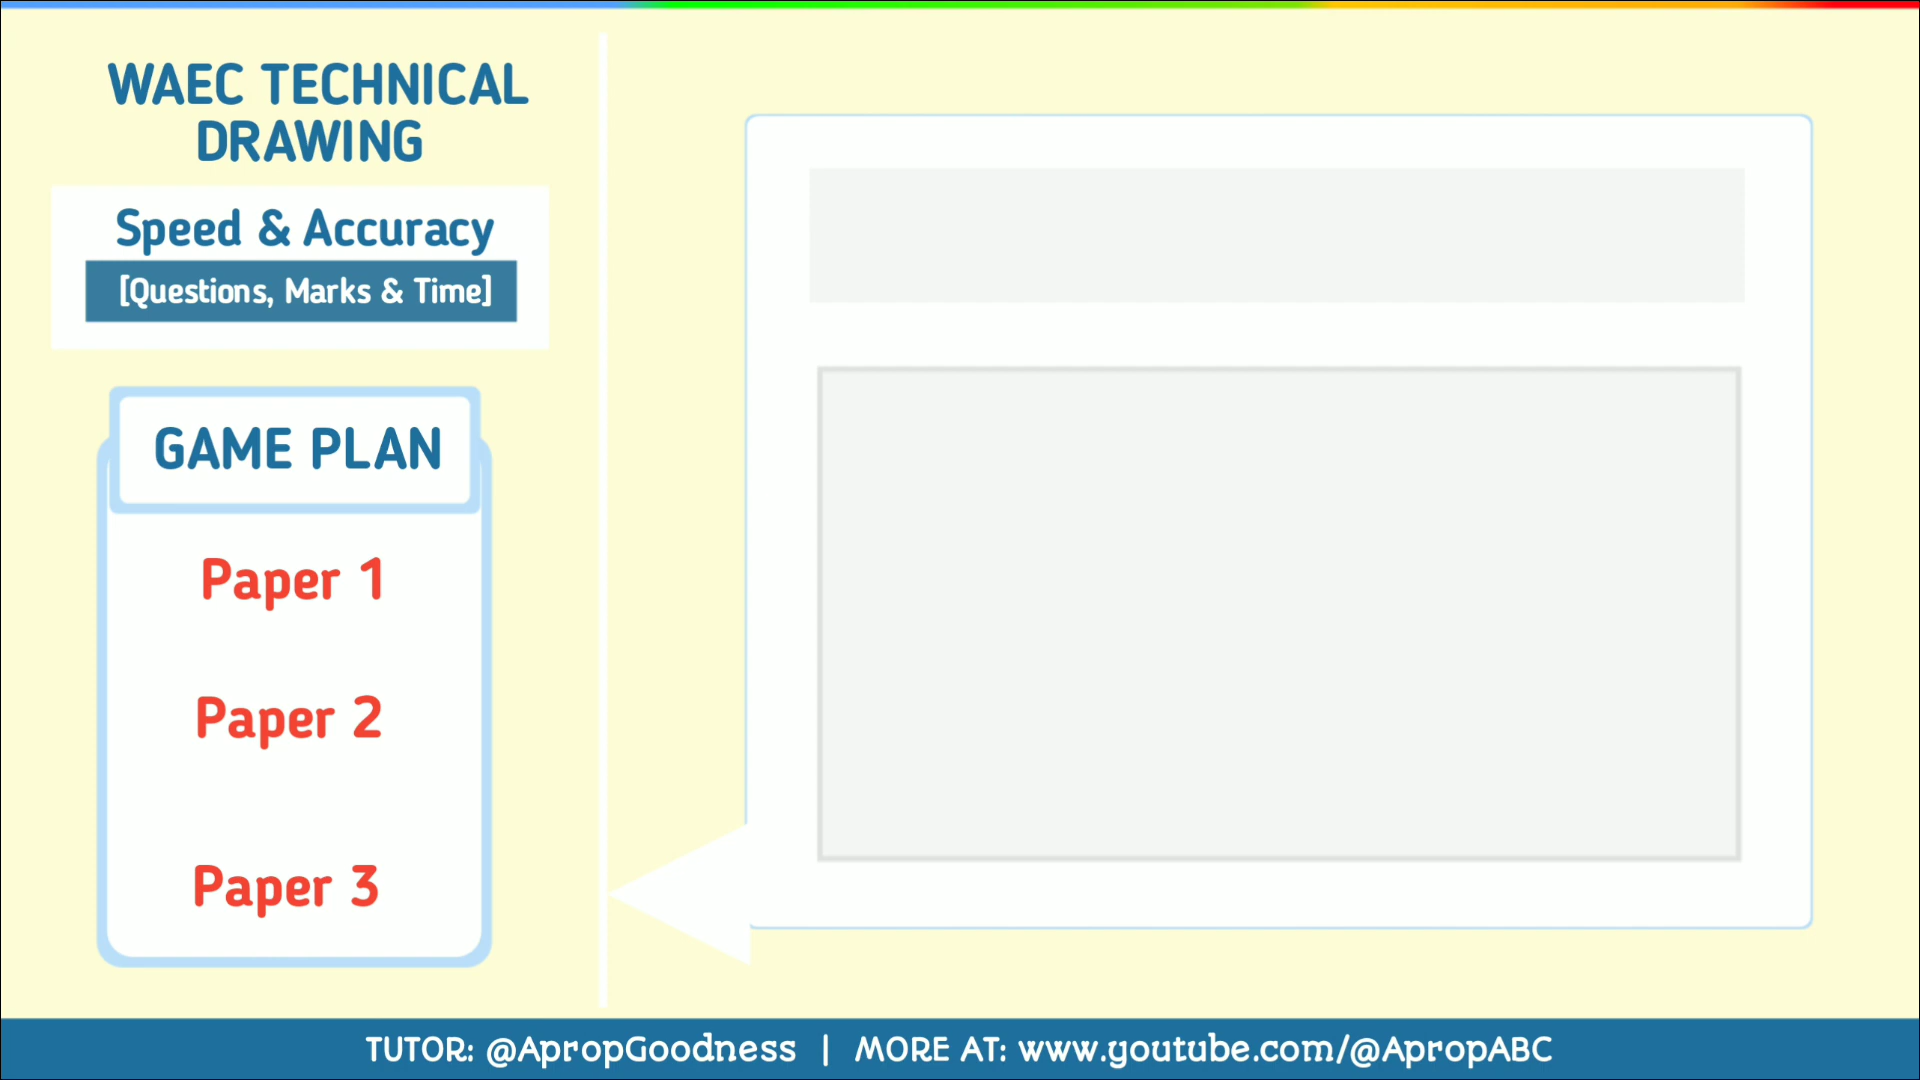 WAEC TECHNICAL
DRAWING
Speed & Accuracy
[Questions, Marks & Time]
GAME PLAN
Paper 1
Paper 2
Paper 3
TUTOR: @ApropGoodness | MORE AT: www.youtube.com/@ApropABC